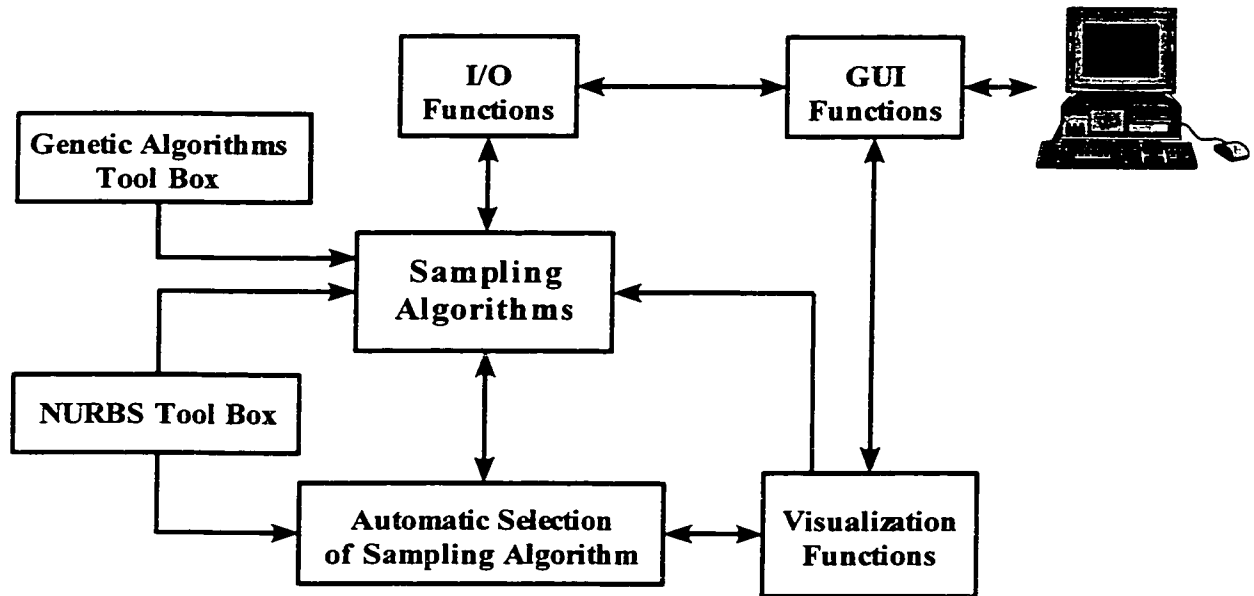 I/O
Functions
GUI
Functions
Genetic Algorithms
Tool Box
Sampling
Algorithms
NURBS Tool Box
Automatic Selection
of Sampling Algorithm
Visualization
Functions